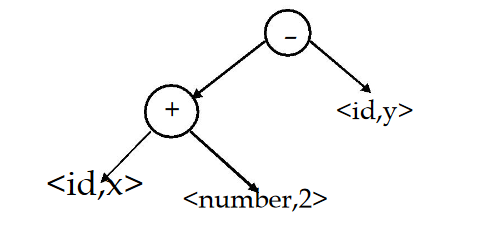 –
+
<id,y>
<id,x>
<number,2>